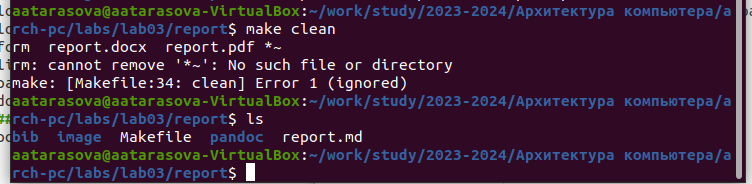 aatarasova@aatarasova-VirtualBox:~/work/study/2023-2024/Архитектура компьютера/a
rch-pc/labs/lab03/report$ make clean
rm  report.docx  report.pdf *~
rm: cannot remove '*~': No such file or directory
make: [Makefile:34: clean] Error 1 (ignored)
aatarasova@aatarasova-VirtualBox:~/work/study/2023-2024/Архитектура компьютера/a
rch-pc/labs/lab03/report$ ls
bib  image  Makefile  pandoc  report.md
aatarasova@aatarasova-VirtualBox:~/work/study/2023-2024/Архитектура компьютера/a
rch-pc/labs/lab03/report$